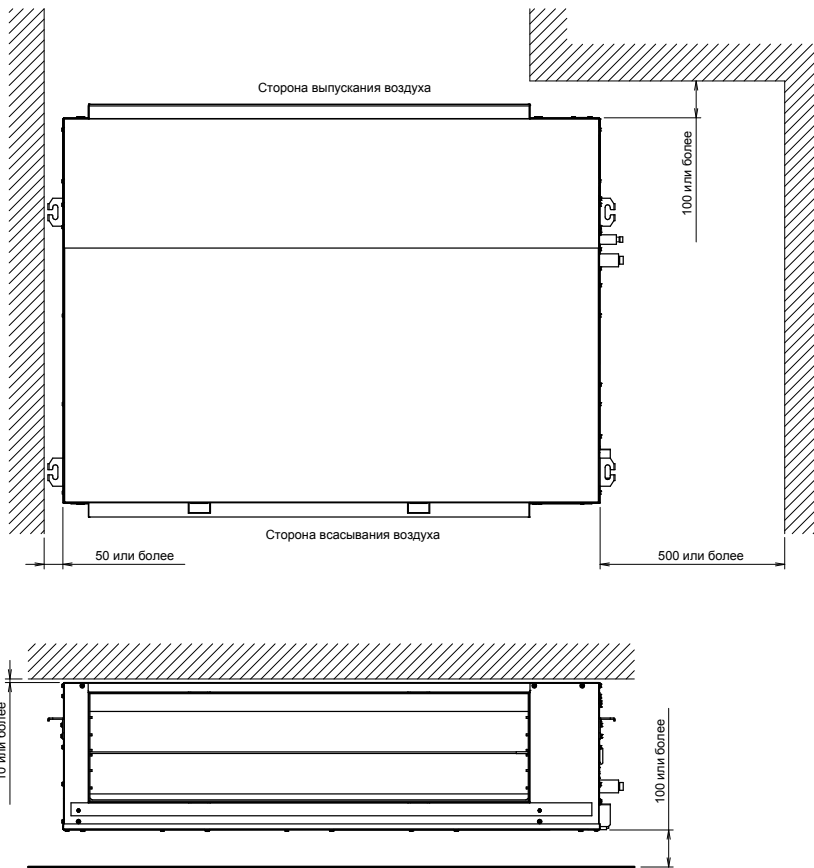 Сторона выпускания воздуха
100 или более
Сторона всасывания воздуха
50 или более
500 или более
10 или более
100 или более